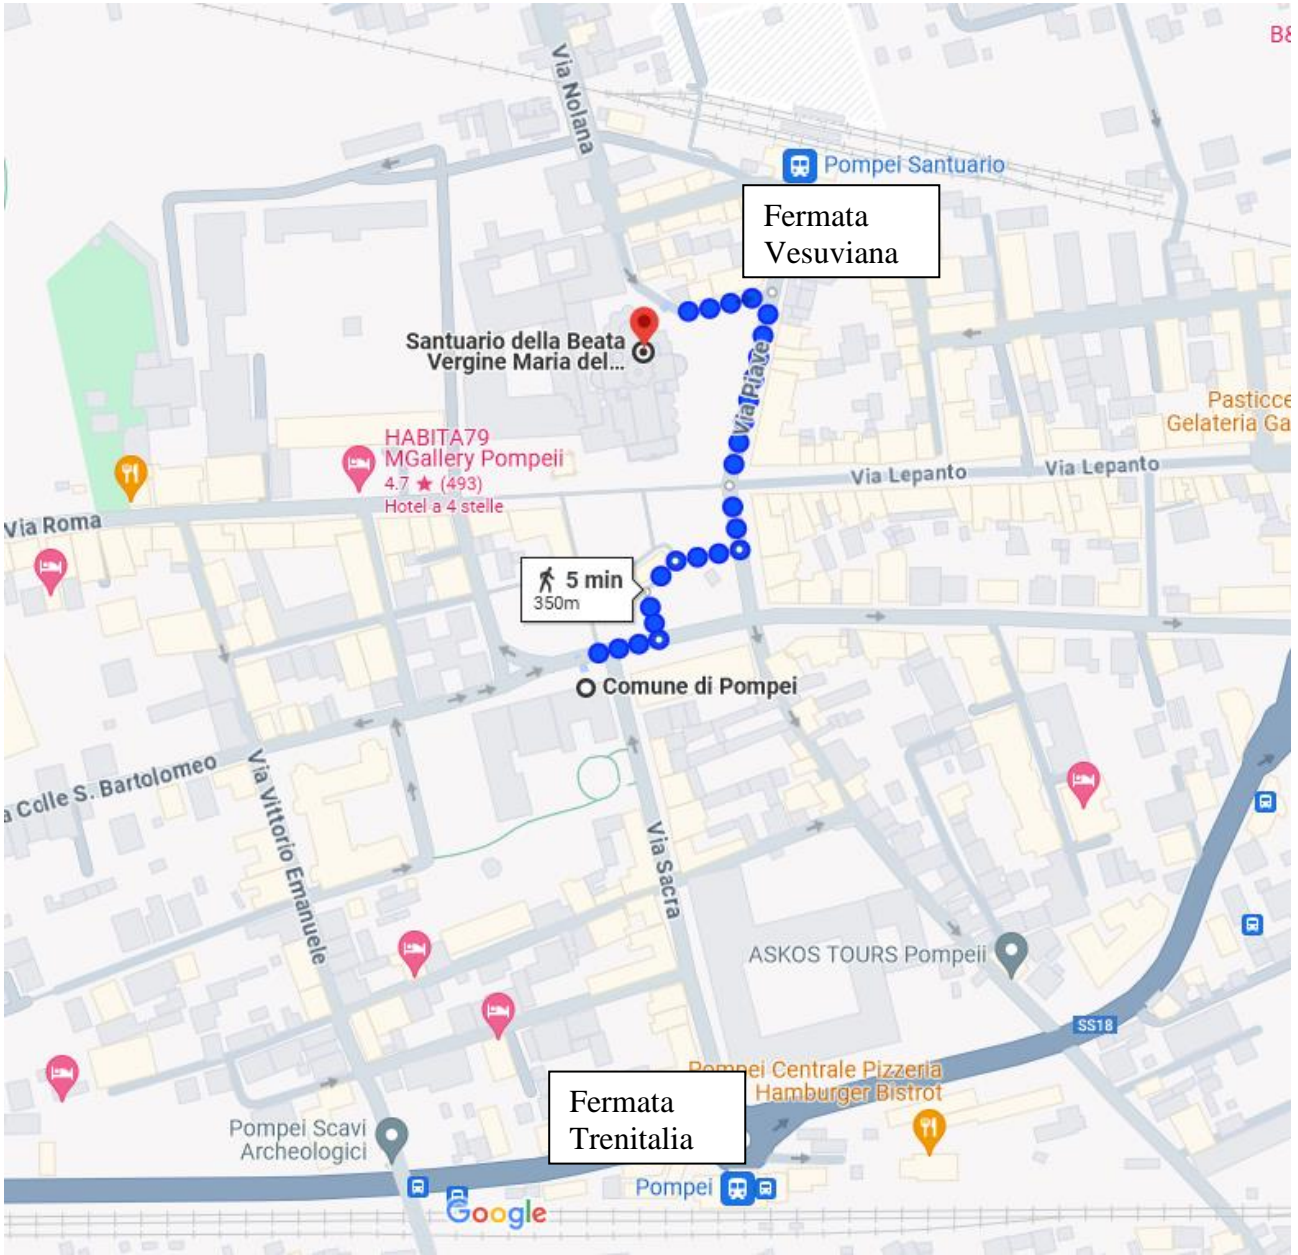 B&
Via Nolana
Pompei Santuario
Fermata
Vesuviana
Santuario della Beata
Vergine Maria del...
Via Piave
Pasticce
Gelateria Ga
HABITA79
MGallery Pompeii
4.7 ★ (493)
Hotel a 4 stelle
Via Lepanto
Via Lepanto
Via Roma
5 min
350m
Comune di Pompei
a Colle S. Bartolomeo
Via Vittorio Emanuele
Via Sacra
ASKOS TOURS Pompeii
SS18
Pompei Centrale Pizzeria
Hamburger Bistrot
Fermata
Trenitalia
Pompei Scavi
Archeologici
Pompei
Google